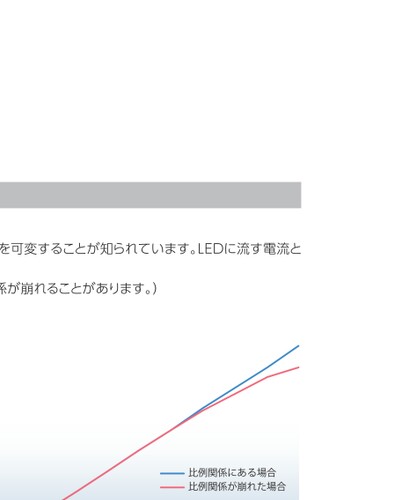 を可変することが知られています。LEDに流す電流と
係が崩れることがあります。)
比例関係にある場合
比例関係が崩れた場合